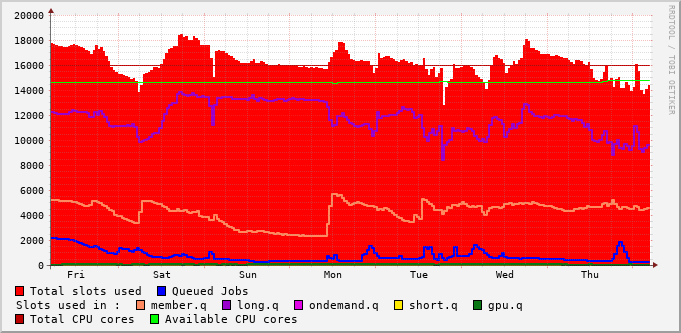 20000
18000
16000
14000
12000
10000
8000
6000
4000
2000
0
Fri Sat Sun Mon Tue Wed Thu
Total slots used Queued Jobs
Slots used in : member.q long.q ondemand.q short.q gpu.q
Total CPU cores Available CPU cores
RRDTOOL / TOBI OETIKER